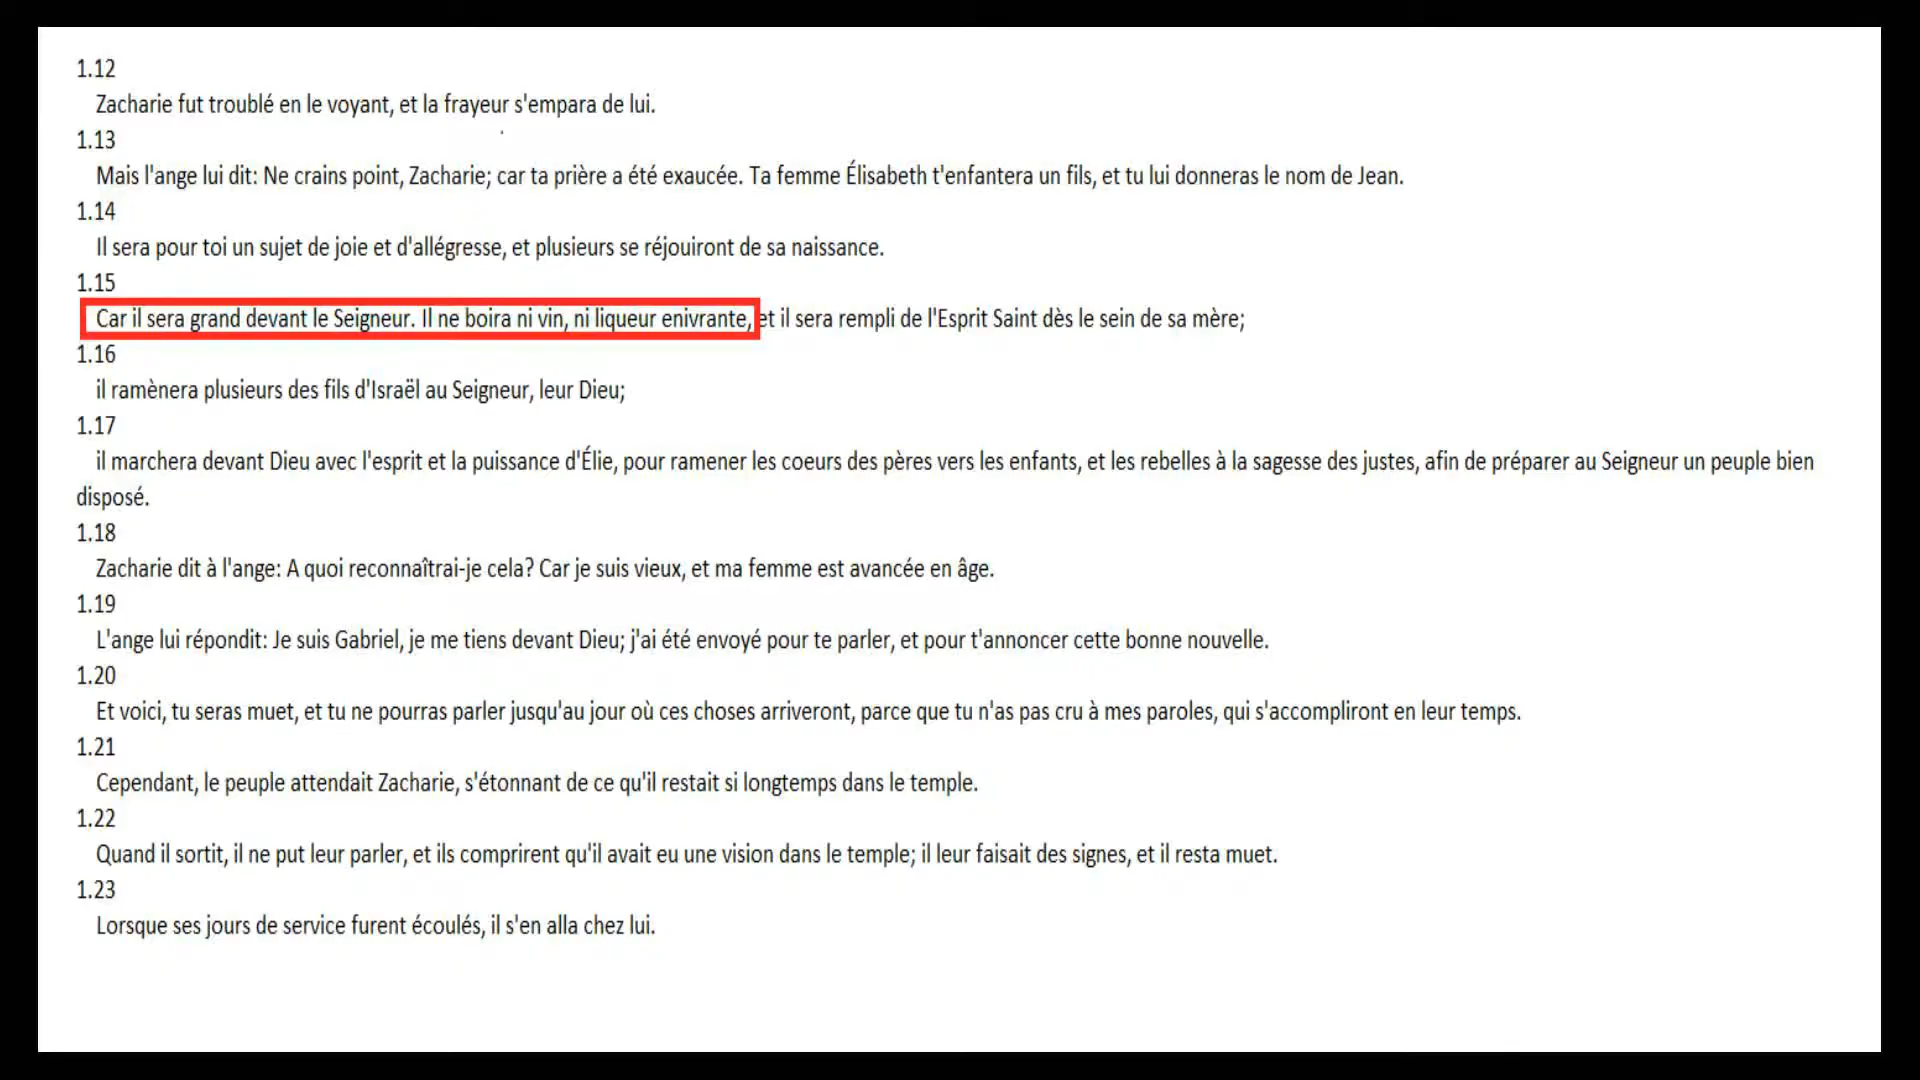 1.12
Zacharie fut troublé en le voyant, et la frayeur s'empara de lui.
1.13
Mais l'ange lui dit: Ne crains point, Zacharie; car ta prière a été exaucée. Ta femme Élisabeth t'enfantera un fils, et tu lui donneras le nom de Jean.
1.14
Il sera pour toi un sujet de joie et d'allégresse, et plusieurs se réjouiront de sa naissance.
1.15
Car il sera grand devant le Seigneur. Il ne boira ni vin, ni liqueur enivrante, et il sera rempli de l'Esprit Saint dès le sein de sa mère;
1.16
il ramènera plusieurs des fils d'Israël au Seigneur, leur Dieu;
1.17
il marchera devant Dieu avec l'esprit et la puissance d'Élie, pour ramener les coeurs des pères vers les enfants, et les rebelles à la sagesse des justes, afin de préparer au Seigneur un peuple bien
disposé.
1.18
Zacharie dit à l'ange: A quoi reconnaîtrai-je cela? Car je suis vieux, et ma femme est avancée en âge.
1.19
L'ange lui répondit: Je suis Gabriel, je me tiens devant Dieu; j'ai été envoyé pour te parler, et pour t'annoncer cette bonne nouvelle.
1.20
Et voici, tu seras muet, et tu ne pourras parler jusqu'au jour où ces choses arriveront, parce que tu n'as pas cru à mes paroles, qui s'accompliront en leur temps.
1.21
Cependant, le peuple attendait Zacharie, s'étonnant de ce qu'il restait si longtemps dans le temple.
1.22
Quand il sortit, il ne put leur parler, et ils comprirent qu'il avait eu une vision dans le temple; il leur faisait des signes, et il resta muet.
1.23
Lorsque ses jours de service furent écoulés, il s'en alla chez lui.